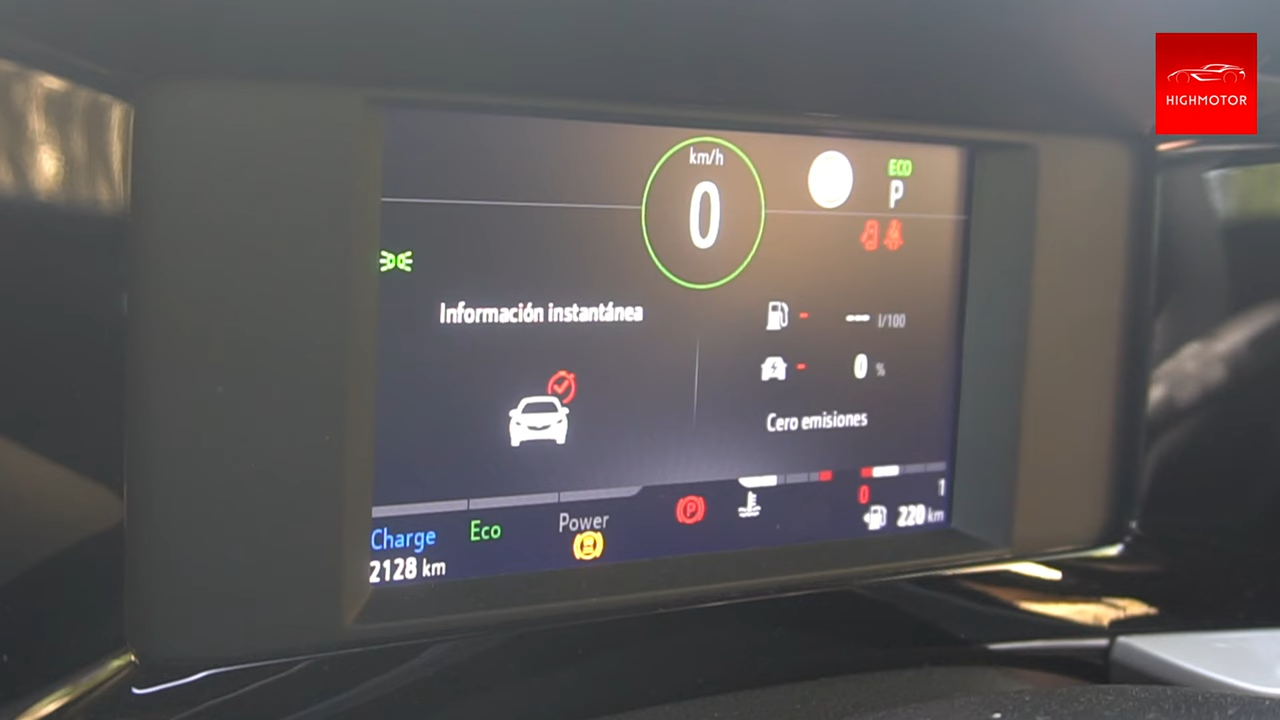 HIGHMOTOR
km/h
0
ECO
P
Información instantánea
--- l/100
0 %
Cero emisiones
Charge
Eco
Power
P
0
1
2128 km
220 km